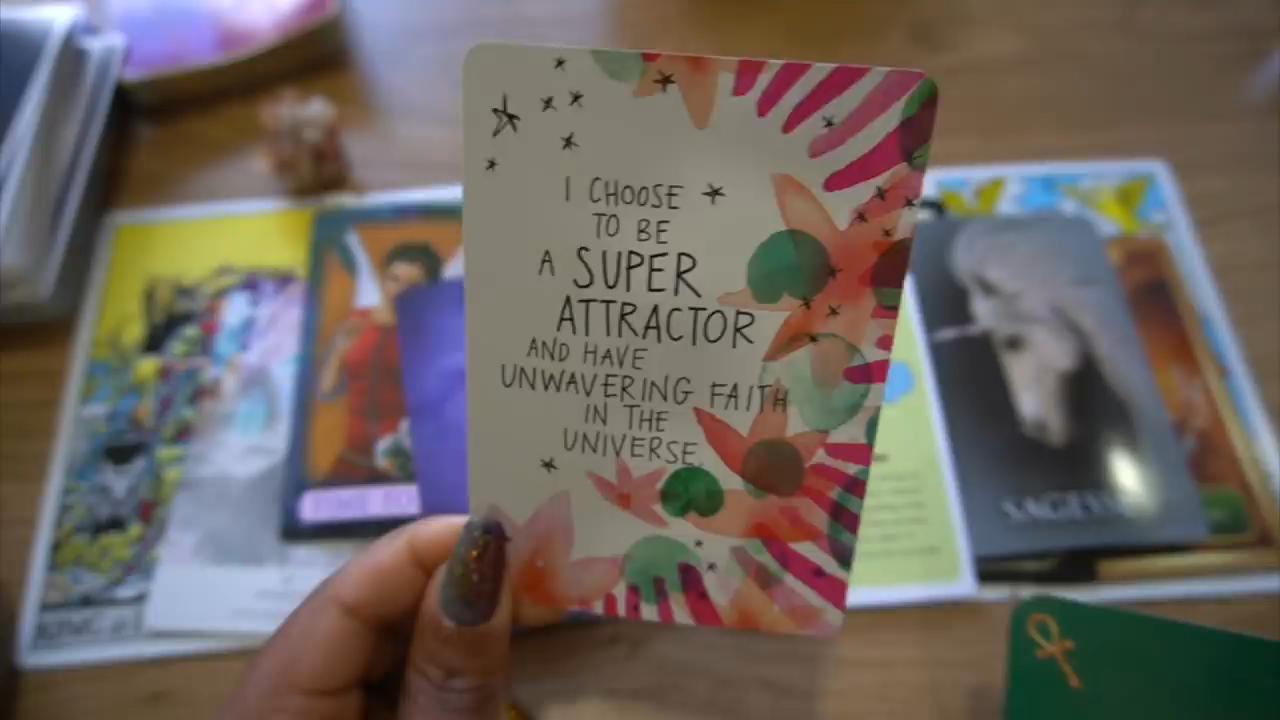 I CHOOSE
TO BE
A SUPER
ATTRACTOR
AND HAVE
UNWAVERING FAITH
IN THE
UNIVERSE.